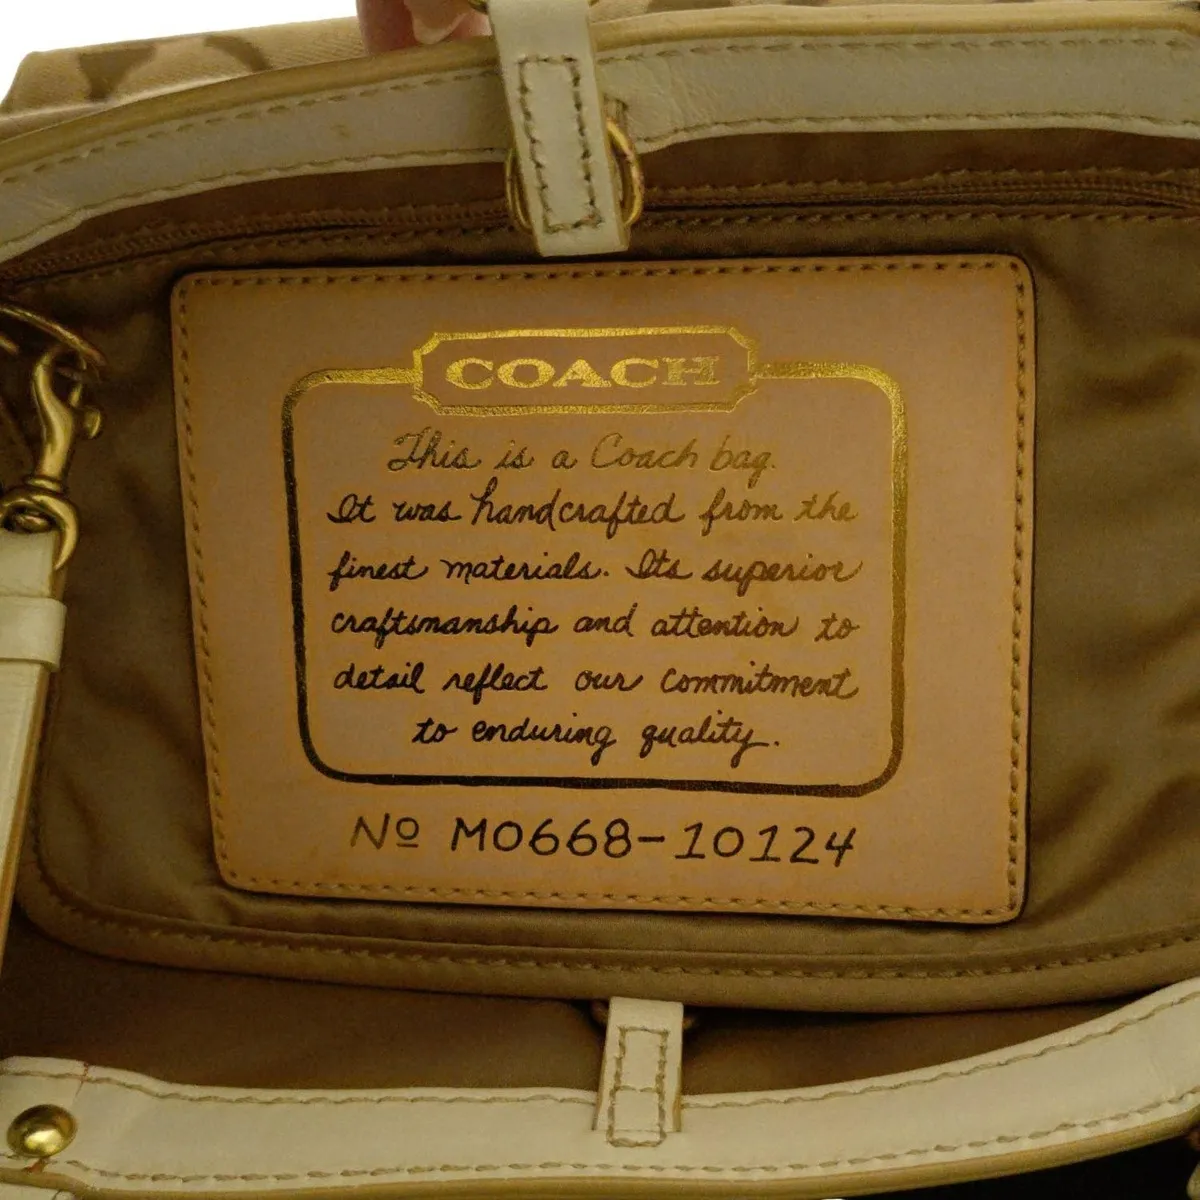 COACH
This is a Coach bag.
It was handcrafted from the
finest materials. Its superior
craftsmanship and attention to
detail reflect our commitment
to enduring quality.
Nº M0668-10124